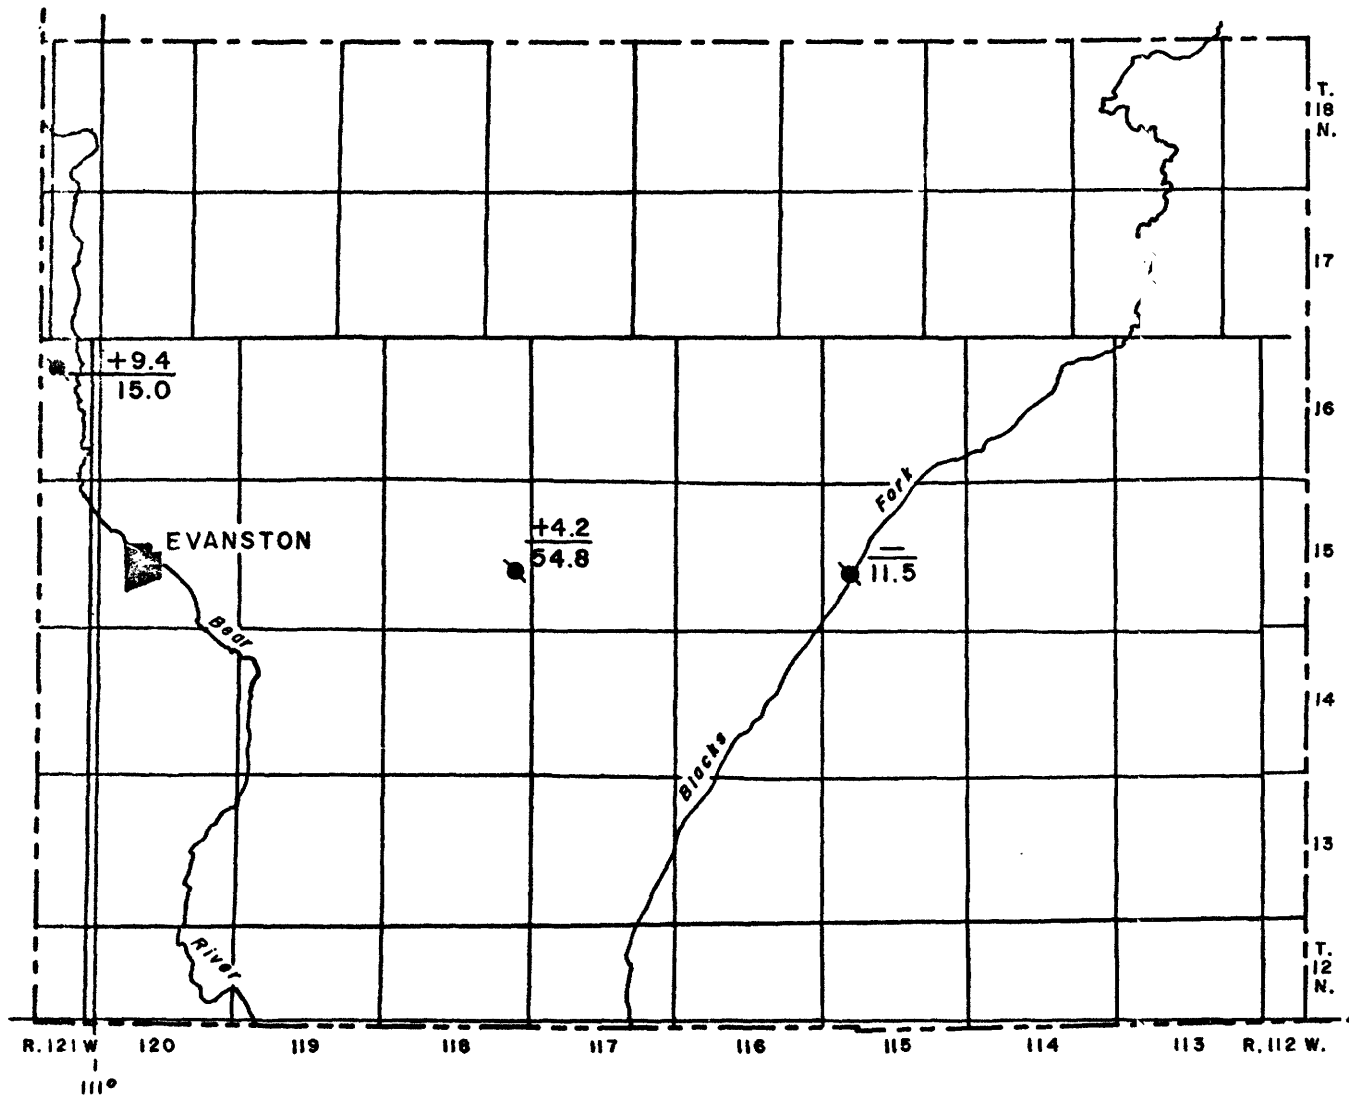 T.
18
N.
17
+9.4
15.0
16
Fork
EVANSTON
+4.2
54.8
—
11.5
15
Bear
14
Blacks
13
River
T.
12
N.
R. 121 W 120 119 118 117 116 115 114 113 R. 112 W.
111°